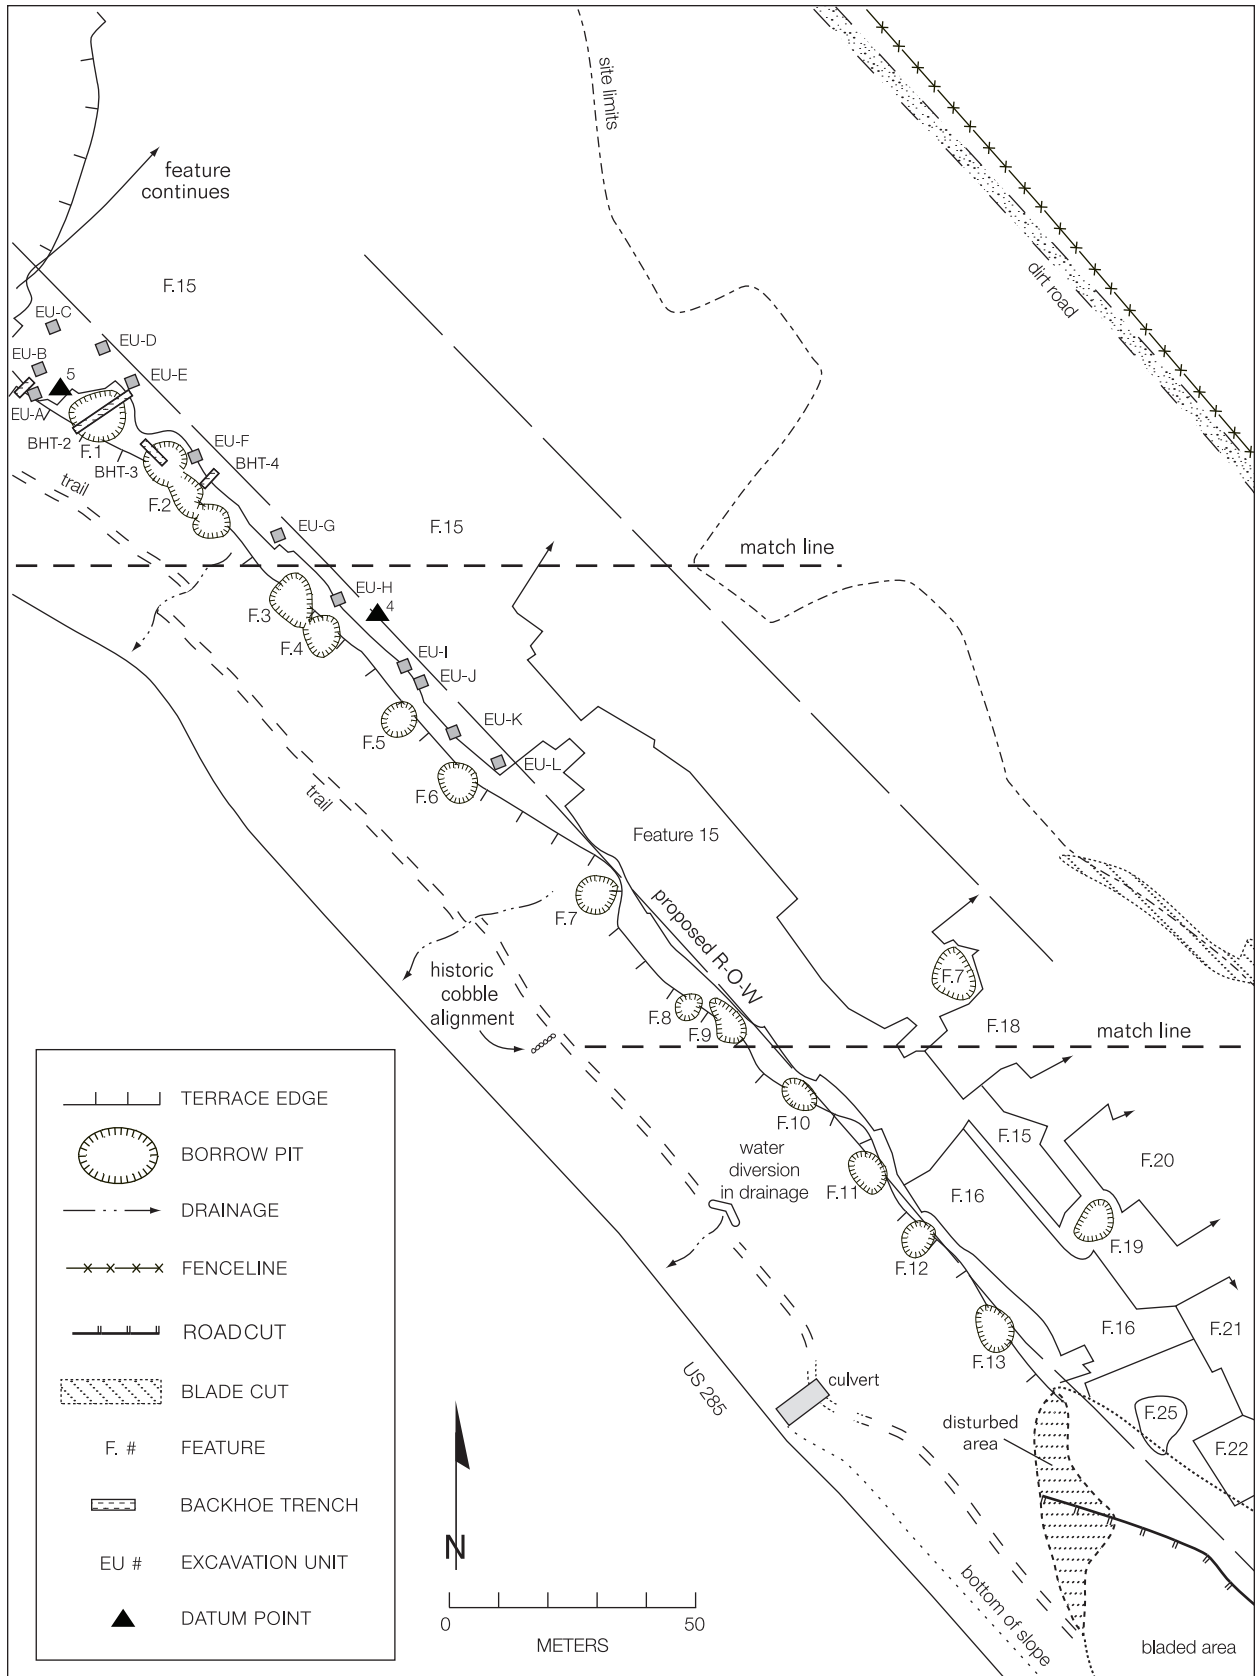 site limits
feature
continues
F.15
dirt road
EU-C
EU-D
EU-B
5
EU-E
EU-A
BHT-2
F.1
EU-F
BHT-3
BHT-4
trail
F.2
EU-G
F.15
match line
EU-H
4
F.3
F.4
EU-I
EU-J
EU-K
F.5
EU-L
F.6
trail
Feature 15
proposed R-O-W
F.7
F.7
historic
cobble
alignment
F.8
F.9
F.18
match line
F.10
F.15
water
diversion
in drainage
F.20
F.11
F.16
F.19
F.12
F.16
F.21
F.13
US 285
culvert
disturbed
area
F.25
F.22
bottom of slope
bladed area
TERRACE EDGE
BORROW PIT
DRAINAGE
FENCELINE
ROADCUT
BLADE CUT
F. # FEATURE
BACKHOE TRENCH
EU # EXCAVATION UNIT
DATUM POINT
N
0 50
METERS